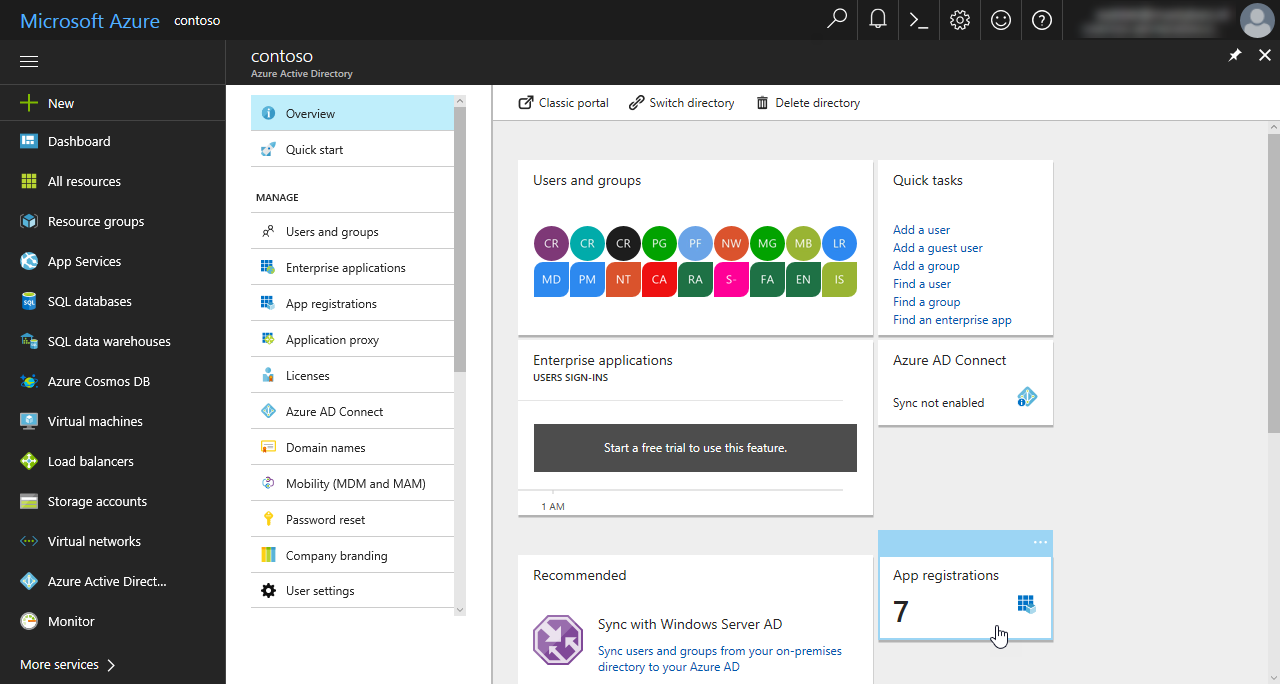 Microsoft Azure contoso
contoso
Azure Active Directory
New
Dashboard
All resources
Resource groups
App Services
SQL databases
SQL data warehouses
Azure Cosmos DB
Virtual machines
Load balancers
Storage accounts
Virtual networks
Azure Active Direct...
Monitor
More services
Overview
Quick start
MANAGE
Users and groups
Enterprise applications
App registrations
Application proxy
Licenses
Azure AD Connect
Domain names
Mobility (MDM and MAM)
Password reset
Company branding
User settings
Classic portal Switch directory Delete directory
Users and groups
CR CR CR PG PF NW MG MB LR
MD PM NT CA RA S- FA EN IS
Quick tasks
Add a user
Add a guest user
Add a group
Find a user
Find a group
Find an enterprise app
Enterprise applications
USERS SIGN-INS
Start a free trial to use this feature.
1 AM
Azure AD Connect
Sync not enabled
Recommended
Sync with Windows Server AD
Sync users and groups from your on-premises
directory to your Azure AD
App registrations
7